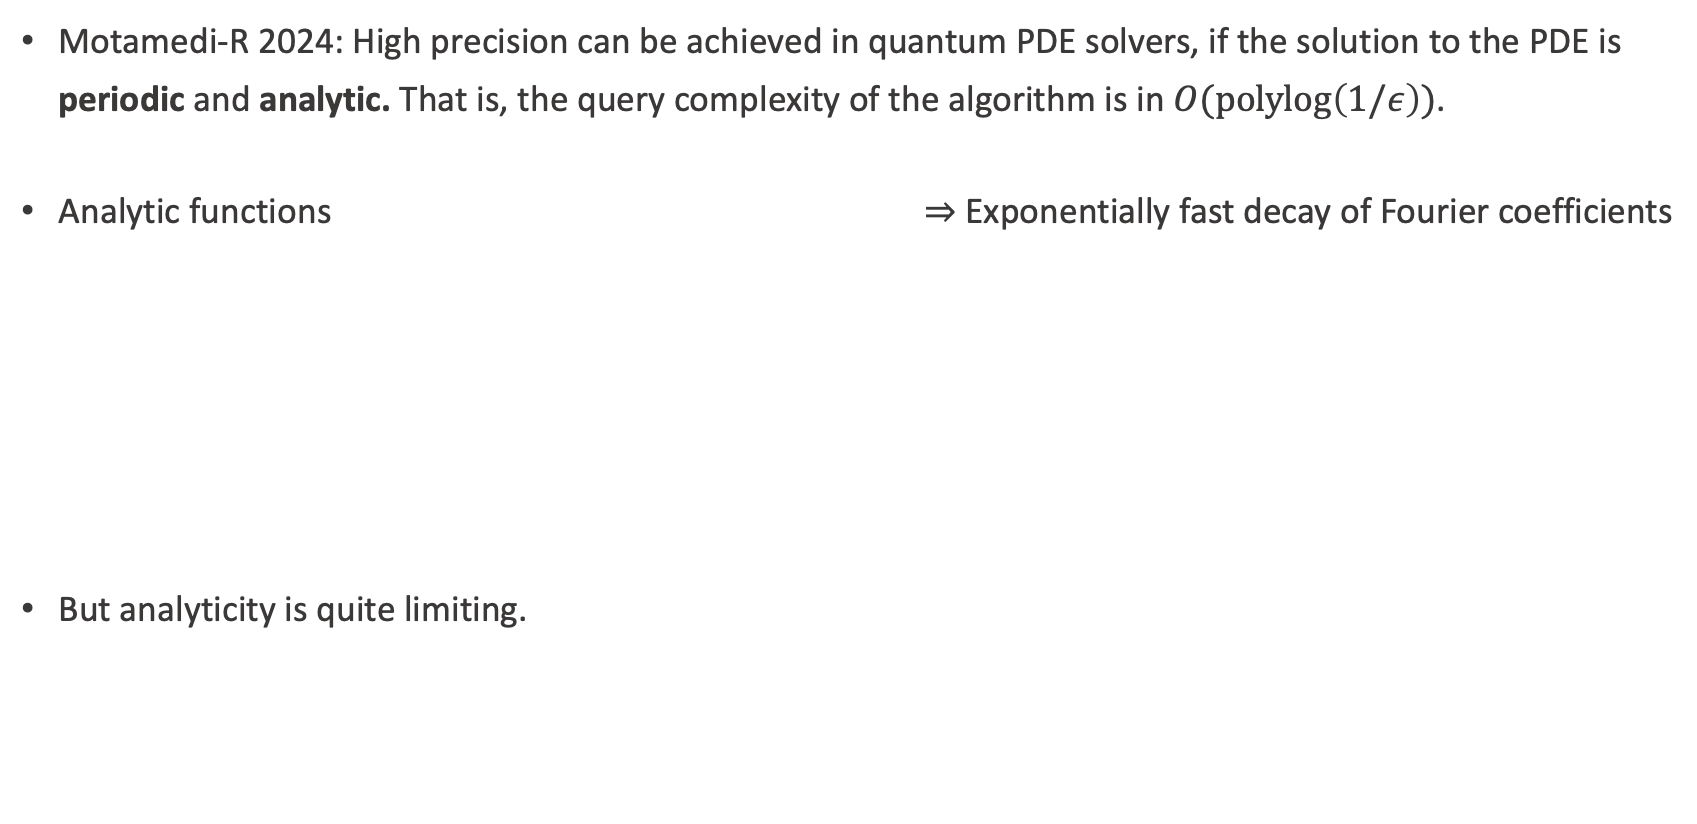 • Motamedi-R 2024: High precision can be achieved in quantum PDE solvers, if the solution to the PDE is
periodic and analytic. That is, the query complexity of the algorithm is in O(polylog(1/ϵ)).
• Analytic functions ⇒ Exponentially fast decay of Fourier coefficients
• But analyticity is quite limiting.